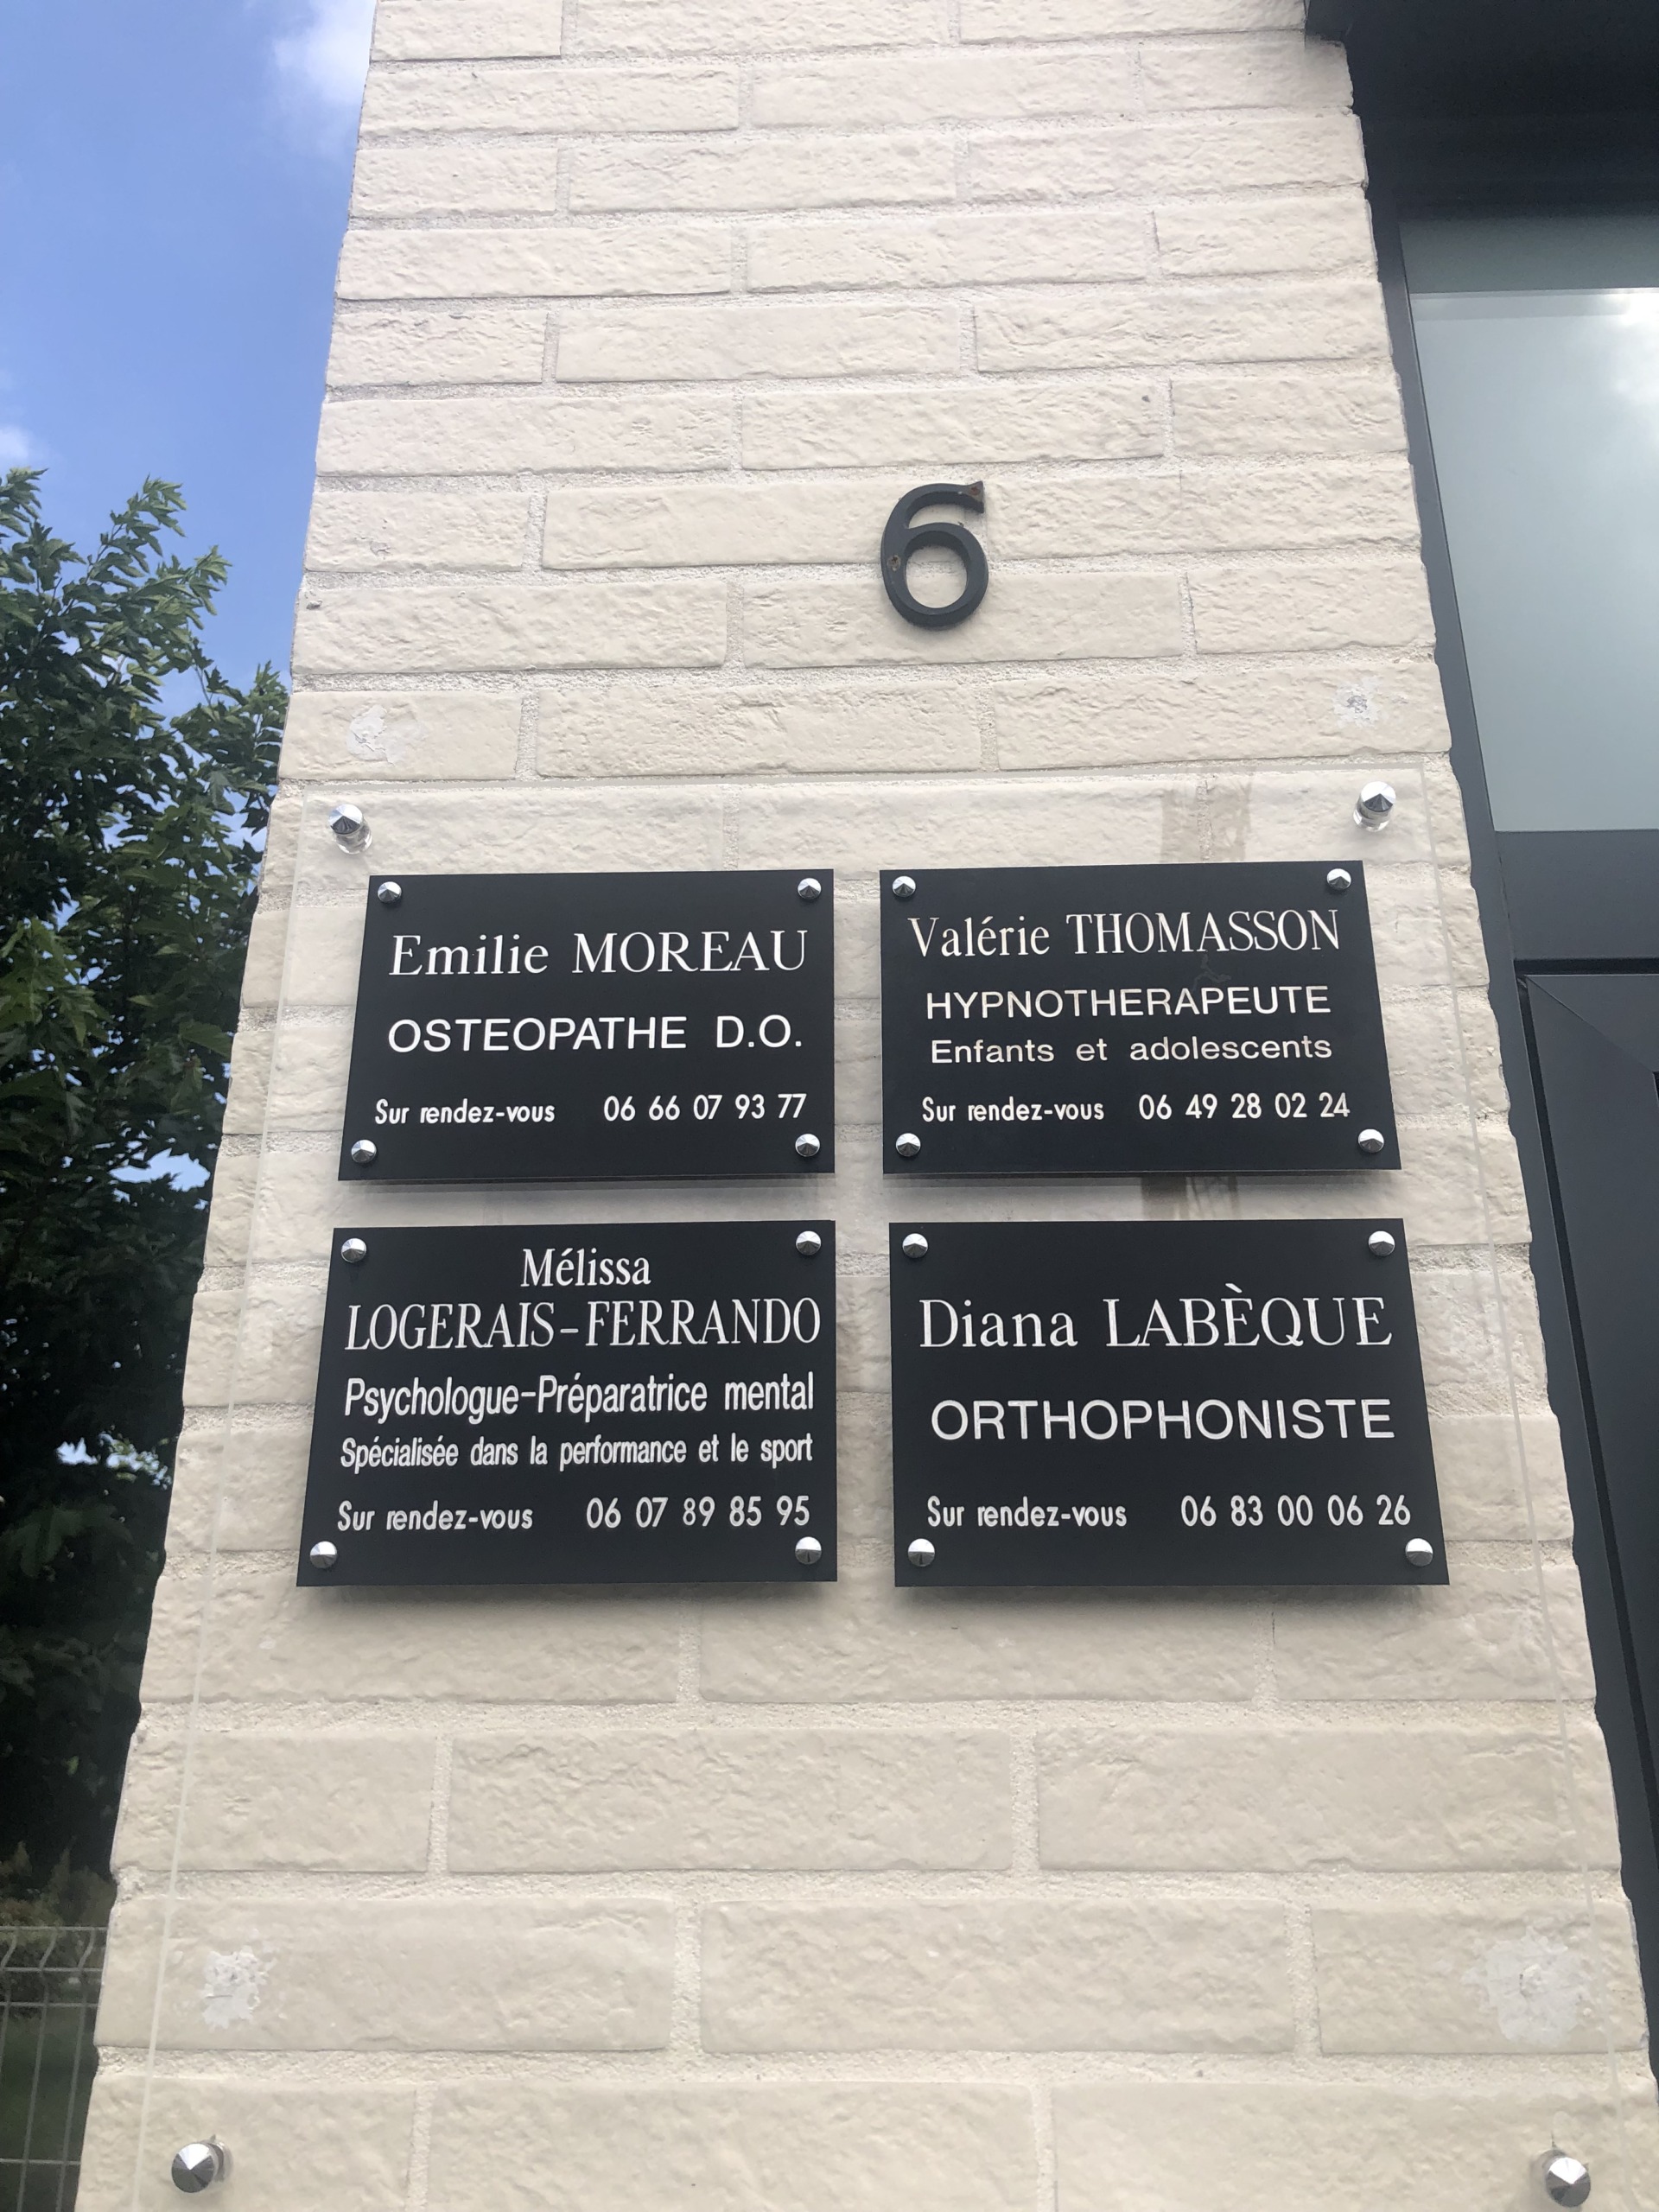 6
Emilie MOREAU
OSTEOPATHE D.O.
Sur rendez-vous 06 66 07 93 77
Valérie THOMASSON
HYPNOTHERAPEUTE
Enfants et adolescents
Sur rendez-vous 06 49 28 02 24
Mélissa
LOGERAIS-FERRANDO
Psychologue-Préparatrice mental
Spécialisée dans la performance et le sport
Sur rendez-vous 06 07 89 85 95
Diana LABÈQUE
ORTHOPHONISTE
Sur rendez-vous 06 83 00 06 26